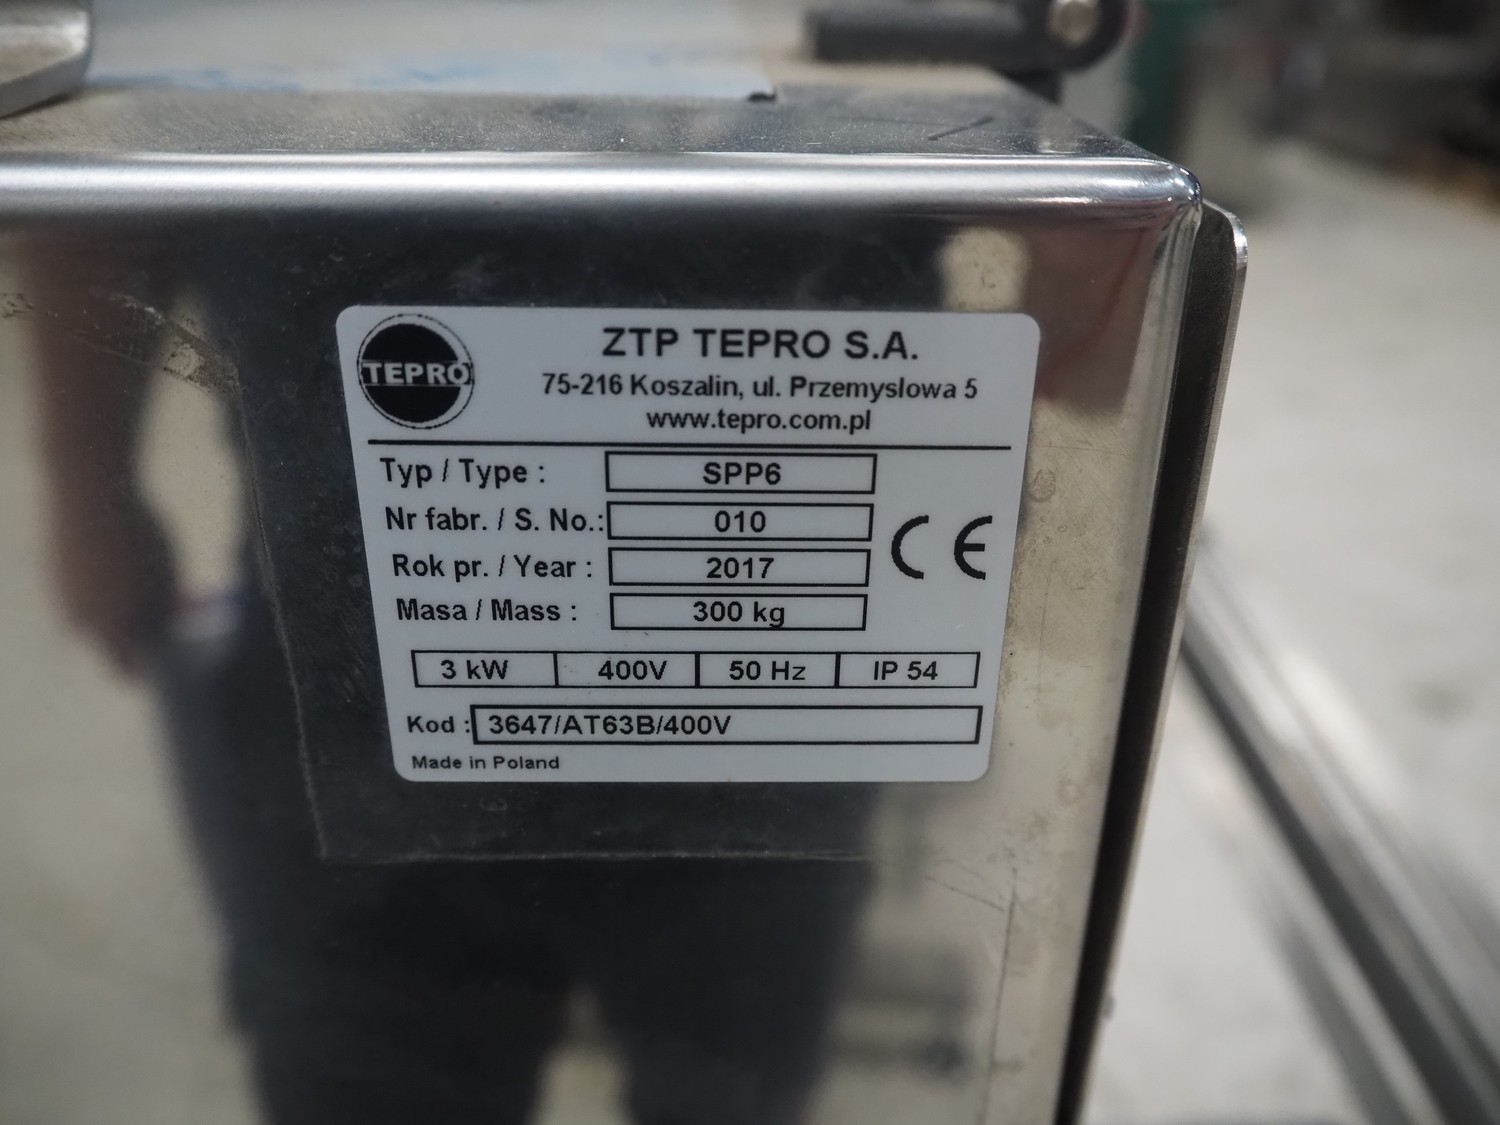 TEPRO
ZTP TEPRO S.A.
75-216 Koszalin, ul. Przemyslowa 5
www.tepro.com.pl
Typ / Type : SPP6
Nr fabr. / S. No.: 010
Rok pr. / Year : 2017
Masa / Mass : 300 kg
CE
3 kW 400V 50 Hz IP 54
Kod : 3647/AT63B/400V
Made in Poland